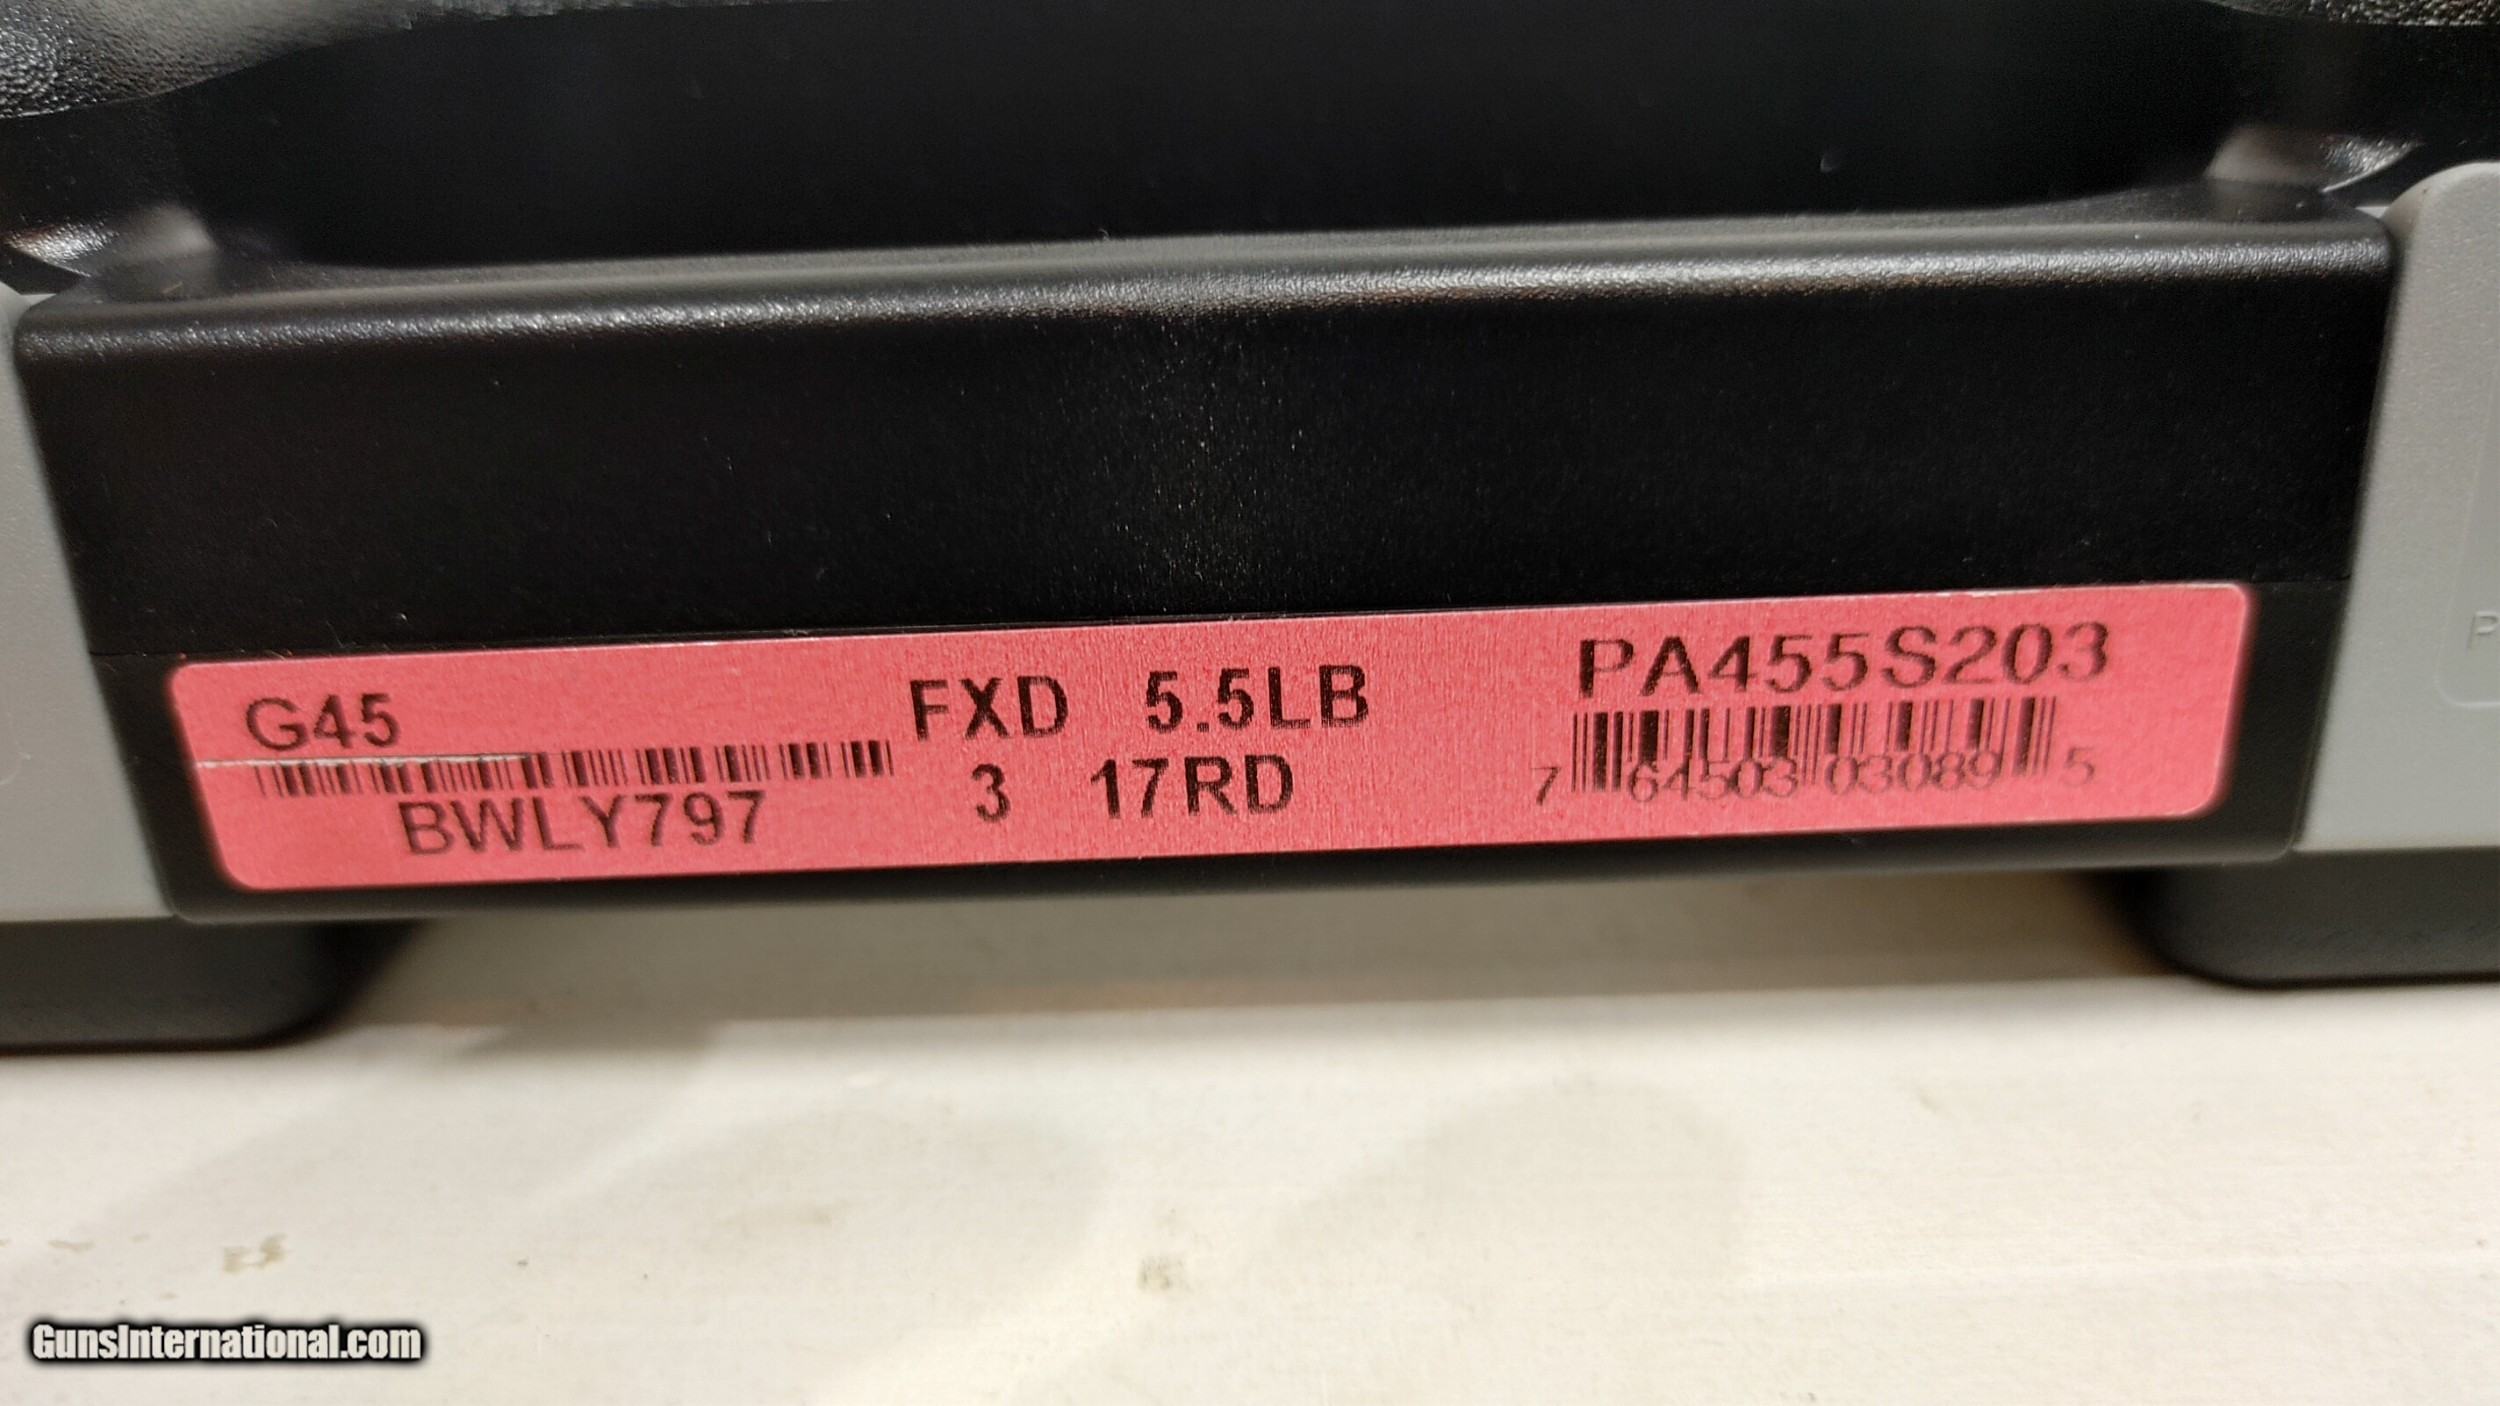 G45
BWLY797
FXD 5.5LB
3 17RD
PA455S203
7 64503 03089 5
P
GunsInternational.com